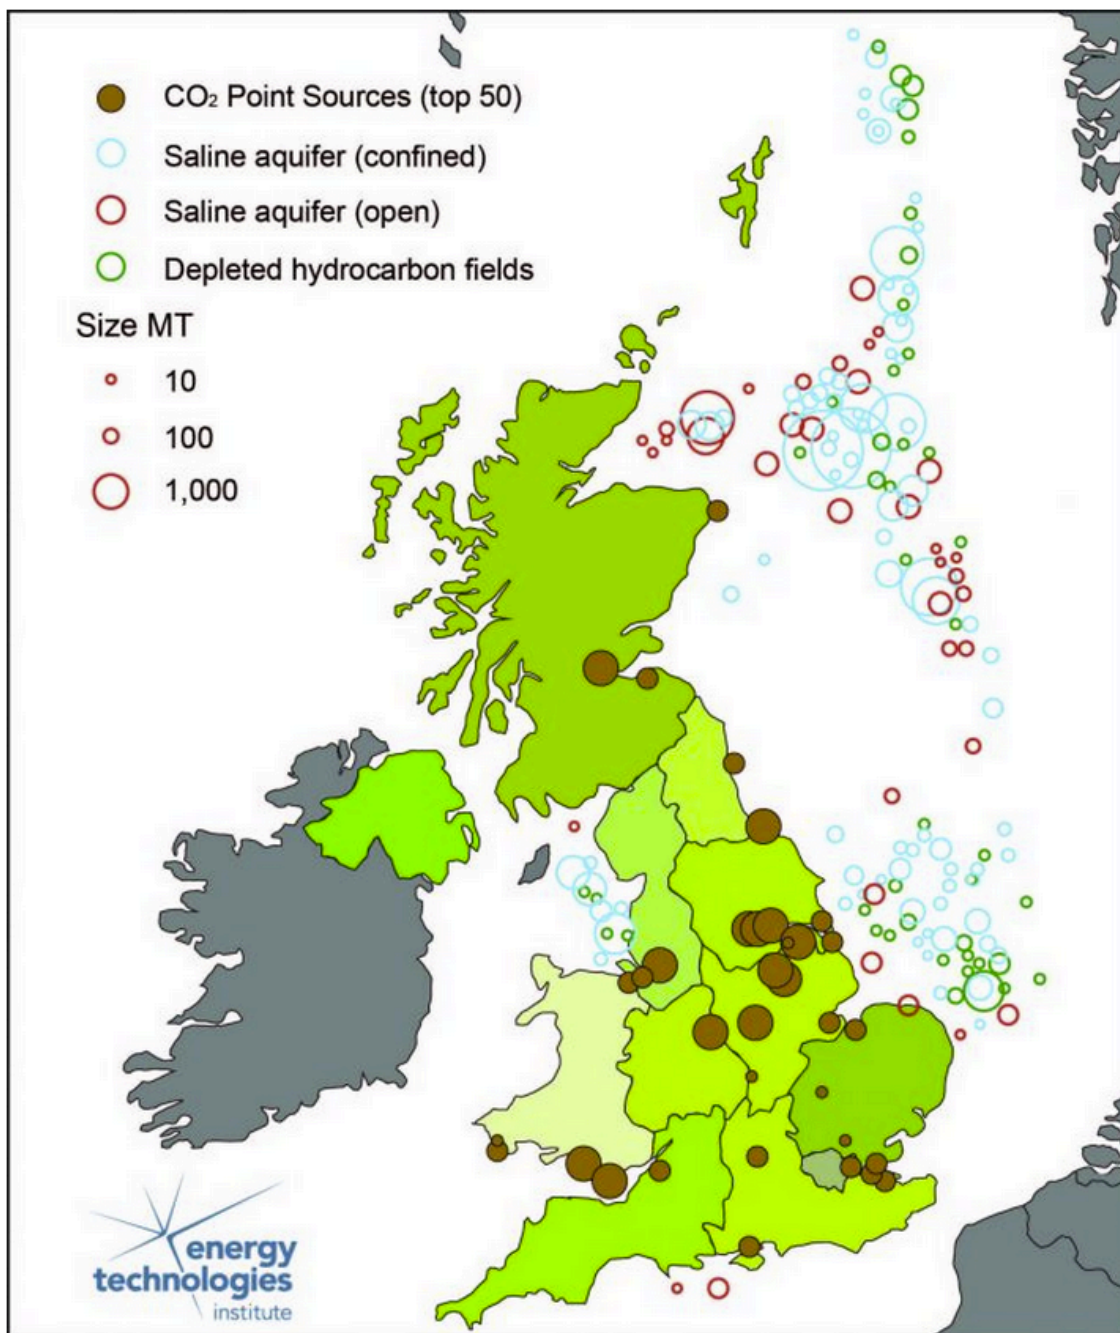 CO₂ Point Sources (top 50)
Saline aquifer (confined)
Saline aquifer (open)
Depleted hydrocarbon fields
Size MT
10
100
1,000
energy
technologies
institute